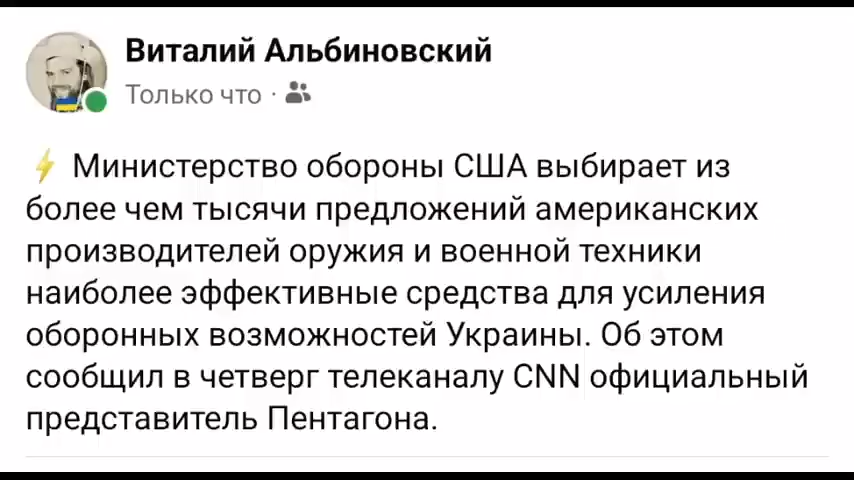 Виталий Альбиновский
Только что ·
⚡ Министерство обороны США выбирает из
более чем тысячи предложений американских
производителей оружия и военной техники
наиболее эффективные средства для усиления
оборонных возможностей Украины. Об этом
сообщил в четверг телеканалу CNN официальный
представитель Пентагона.